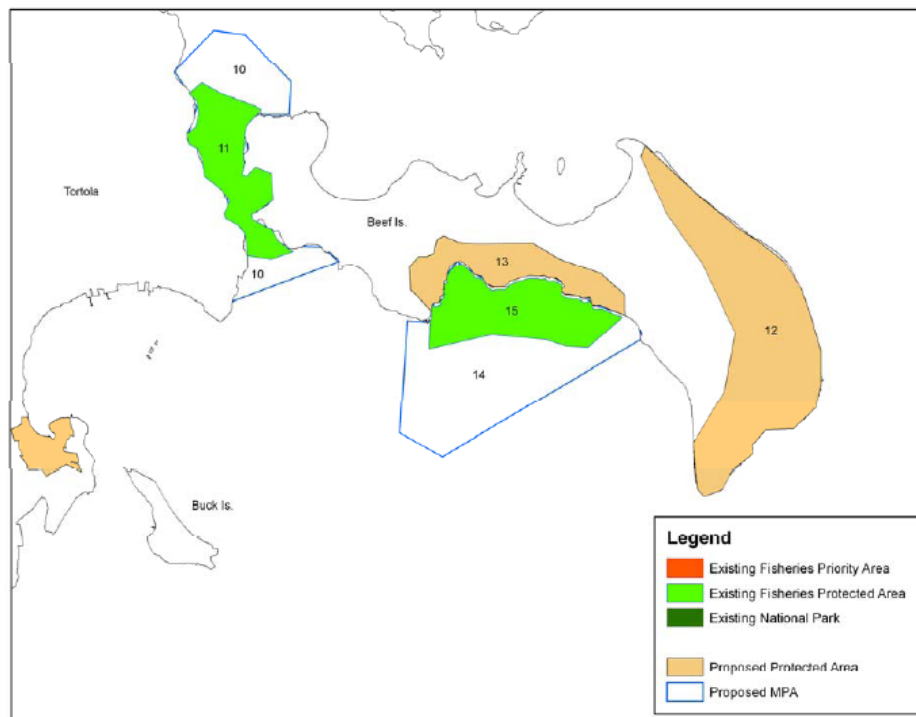 10
11
Tortola
Beef Is.
10
13
15
12
14
Buck Is.
Legend
Existing Fisheries Priority Area
Existing Fisheries Protected Area
Existing National Park
Proposed Protected Area
Proposed MPA